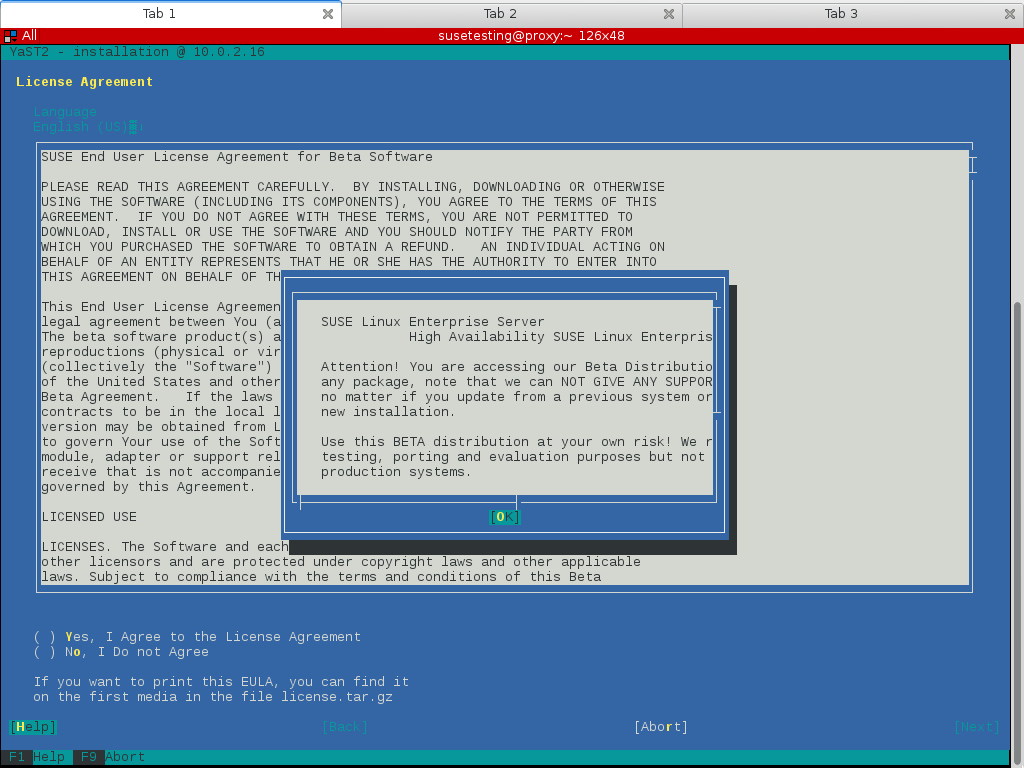 Tab 1
Tab 2
Tab 3
All
susetesting@proxy:~ 126x48
YaST2 - installation @ 10.0.2.16
License Agreement
Language
English (US)
SUSE End User License Agreement for Beta Software
PLEASE READ THIS AGREEMENT CAREFULLY.  BY INSTALLING, DOWNLOADING OR OTHERWISE
USING THE SOFTWARE (INCLUDING ITS COMPONENTS), YOU AGREE TO THE TERMS OF THIS
AGREEMENT.  IF YOU DO NOT AGREE WITH THESE TERMS, YOU ARE NOT PERMITTED TO
DOWNLOAD, INSTALL OR USE THE SOFTWARE AND YOU SHOULD NOTIFY THE PARTY FROM
WHICH YOU PURCHASED THE SOFTWARE TO OBTAIN A REFUND.   AN INDIVIDUAL ACTING ON
BEHALF OF AN ENTITY REPRESENTS THAT HE OR SHE HAS THE AUTHORITY TO ENTER INTO
THIS AGREEMENT ON BEHALF OF TH
This End User License Agreemen
legal agreement between You (a
The beta software product(s) a
reproductions (physical or vir
(collectively the "Software")
of the United States and other
Beta Agreement.   If the laws
contracts to be in the local l
version may be obtained from L
to govern Your use of the Soft
module, adapter or support rel
receive that is not accompanie
governed by this Agreement.
LICENSED USE
LICENSES. The Software and each
other licensors and are protected under copyright laws and other applicable
laws. Subject to compliance with the terms and conditions of this Beta
SUSE Linux Enterprise Server
High Availability SUSE Linux Enterpris
Attention! You are accessing our Beta Distributio
any package, note that we can NOT GIVE ANY SUPPOR
no matter if you update from a previous system or
new installation.
Use this BETA distribution at your own risk! We r
testing, porting and evaluation purposes but not
production systems.
[OK]
( ) Yes, I Agree to the License Agreement
( ) No, I Do not Agree
If you want to print this EULA, you can find it
on the first media in the file license.tar.gz
[Help] [Back] [Abort] [Next]
F1 Help F9 Abort